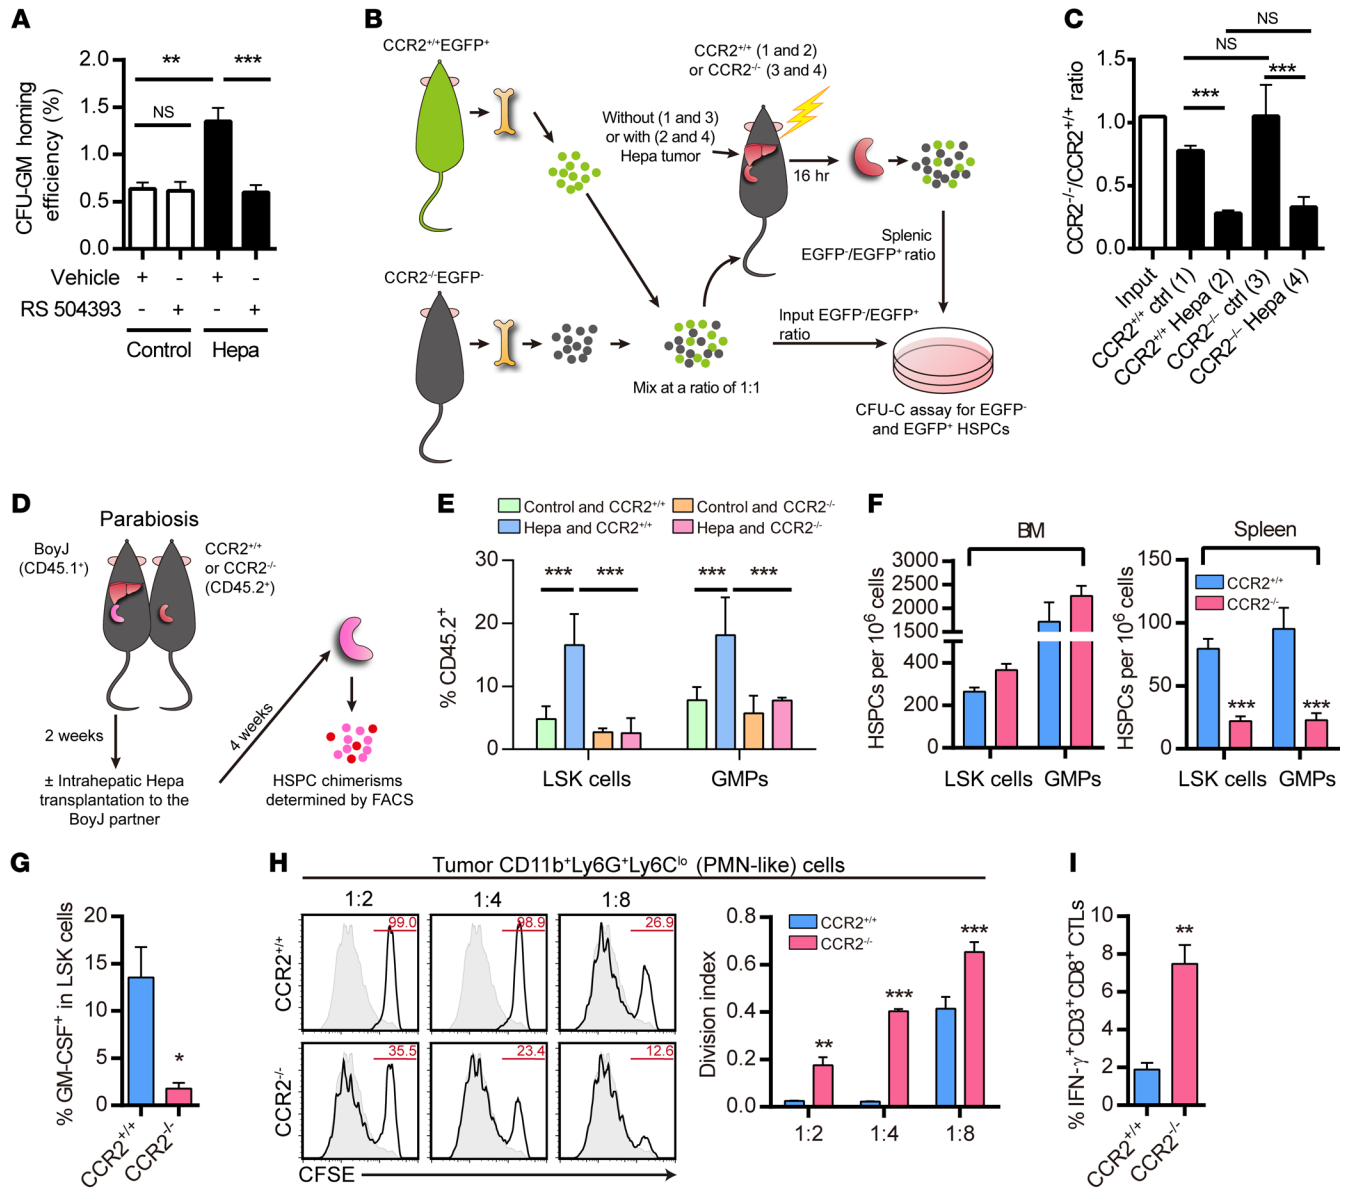 A
CFU-GM homing
efficiency (%)
2.0
1.5
1.0
0.5
0.0
**
***
NS
Vehicle + - + -
RS 504393 - + - +
Control Hepa
B
CCR2+/+EGFP+
CCR2-/-EGFP-
CCR2+/+ (1 and 2)
or CCR2-/- (3 and 4)
Without (1 and 3)
or with (2 and 4)
Hepa tumor
16 hr
Splenic
EGFP-/EGFP+ ratio
Input EGFP-/EGFP+
ratio
Mix at a ratio of 1:1
CFU-C assay for EGFP-
and EGFP+ HSPCs
C
CCR2-/-/CCR2+/+ ratio
1.5
1.0
0.5
0.0
NS
NS
***
***
Input
CCR2+/+ ctrl (1)
CCR2+/+ Hepa (2)
CCR2-/- ctrl (3)
CCR2-/- Hepa (4)
D
Parabiosis
BoyJ
(CD45.1+)
CCR2+/+
or CCR2-/-
(CD45.2+)
2 weeks
± Intrahepatic Hepa
transplantation to the
BoyJ partner
4 weeks
HSPC chimerisms
determined by FACS
E
Control and CCR2+/+
Control and CCR2-/-
Hepa and CCR2+/+
Hepa and CCR2-/-
% CD45.2+
30
20
10
0
*** *** *** ***
LSK cells GMPs
F
BM
HSPCs per 10^6 cells
3000
2500
2000
1500
400
200
0
LSK cells GMPs
Spleen
HSPCs per 10^6 cells
150
100
50
0
CCR2+/+
CCR2-/-
*** ***
LSK cells GMPs
G
% GM-CSF+ in LSK cells
20
15
10
5
0
*
CCR2+/+
CCR2-/-
H
Tumor CD11b+Ly6G+Ly6Clo (PMN-like) cells
1:2 1:4 1:8
CCR2+/+
99.0 98.9 26.9
CCR2-/-
35.5 23.4 12.6
CFSE
Division index
0.8
0.6
0.4
0.2
0.0
CCR2+/+
CCR2-/-
** *** ***
1:2 1:4 1:8
I
% IFN-γ+CD3+CD8+ CTLs
10
8
6
4
2
0
**
CCR2+/+
CCR2-/-